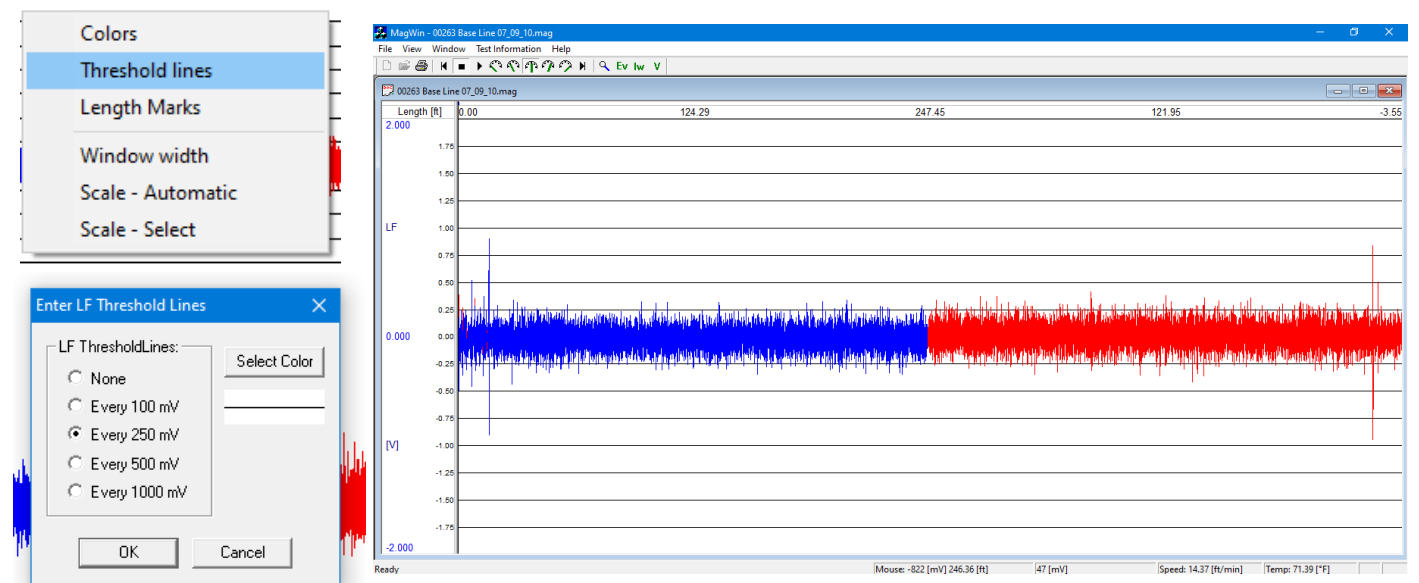 Colors
Threshold lines
Length Marks
Window width
Scale - Automatic
Scale - Select
Enter LF Threshold Lines
LF ThresholdLines:
None
Every 100 mV
Every 250 mV
Every 500 mV
Every 1000 mV
Select Color
OK
Cancel
MagWin - 00263 Base Line 07_09_10.mag
File View Window Test Information Help
Ev Iw V
00263 Base Line 07_09_10.mag
Length [ft] 0.00 124.29 247.45 121.95 -3.55
2.000
1.75
1.50
1.25
LF 1.00
0.75
0.50
0.25
0.000 0.00
-0.25
-0.50
-0.75
[V] -1.00
-1.25
-1.50
-1.75
-2.000
Ready Mouse: -822 [mV] 246.36 [ft] 47 [mV] Speed: 14.37 [ft/min] Temp: 71.39 [°F]